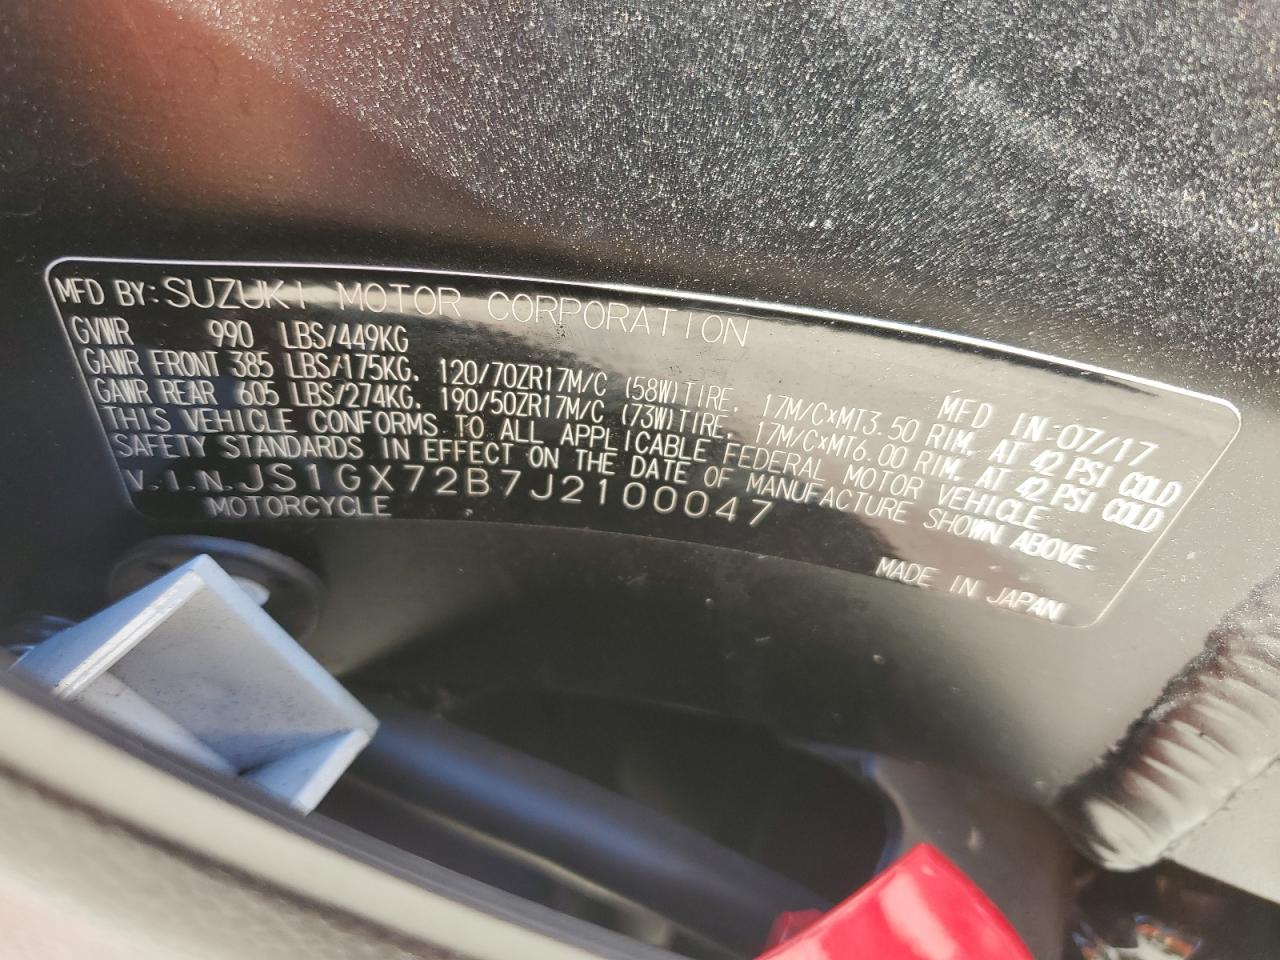 MFD BY: SUZUKI MOTOR CORPORATION
MFD IN: 07/17
GVWR 990 LBS/449KG
GAWR FRONT 385 LBS/175KG. 120/70ZR17M/C (58W)TIRE, 17M/CxMT3.50 RIM, AT 42 PSI COLD
GAWR REAR 605 LBS/274KG. 190/50ZR17M/C (73W)TIRE, 17M/CxMT6.00 RIM, AT 42 PSI COLD
THIS VEHICLE CONFORMS TO ALL APPLICABLE FEDERAL MOTOR VEHICLE
SAFETY STANDARDS IN EFFECT ON THE DATE OF MANUFACTURE SHOWN ABOVE.
V.I.N. JS1GX72B7J2100047
MOTORCYCLE
MADE IN JAPAN